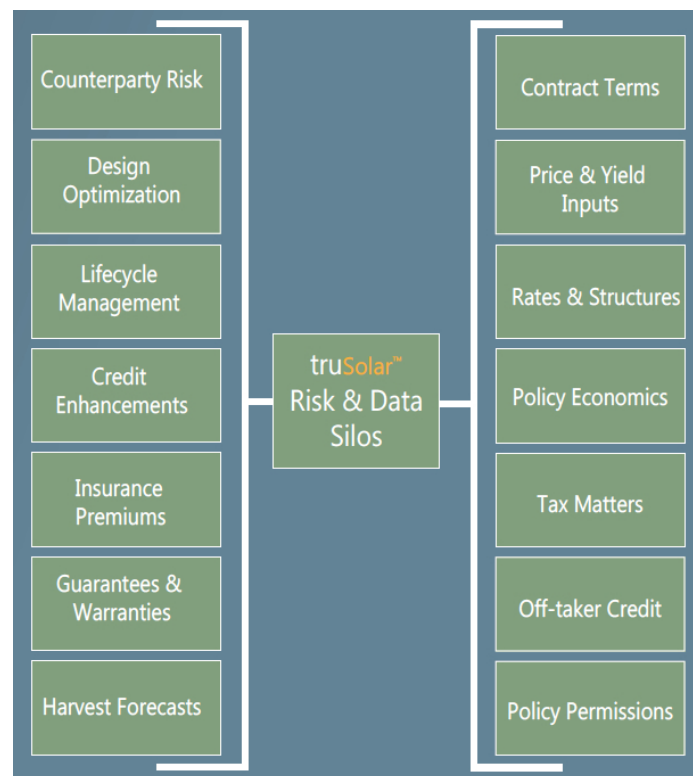 Counterparty Risk
Design
Optimization
Lifecycle
Management
Credit
Enhancements
Insurance
Premiums
Guarantees &
Warranties
Harvest Forecasts
truSolar™
Risk & Data
Silos
Contract Terms
Price & Yield
Inputs
Rates & Structures
Policy Economics
Tax Matters
Off-taker Credit
Policy Permissions